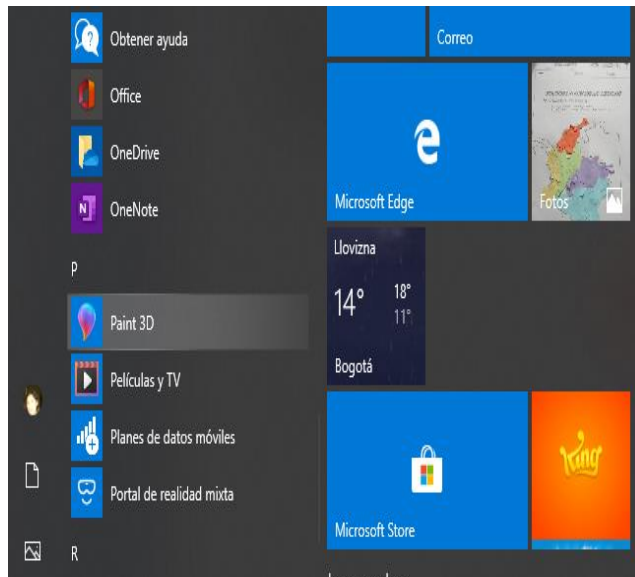 Obtener ayuda
Office
OneDrive
OneNote
P
Paint 3D
Películas y TV
Planes de datos móviles
Portal de realidad mixta
R
Correo
Microsoft Edge
Fotos
Llovizna
14° 18°
11°
Bogotá
Microsoft Store
King